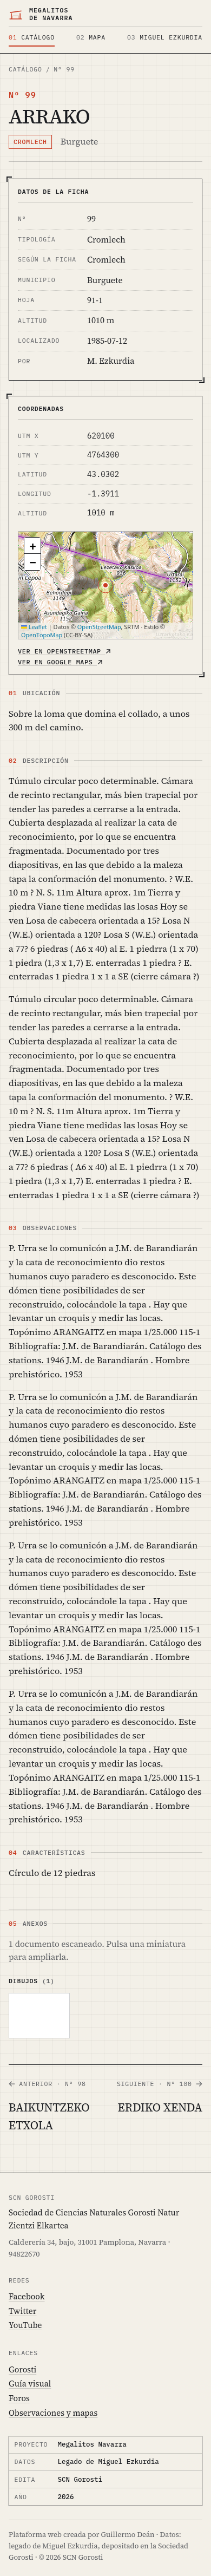 MEGALITOS
DE NAVARRA
01 CATÁLOGO 02 MAPA 03 MIGUEL EZKURDIA
CATÁLOGO / Nº 99
Nº 99
ARRAKO
CROMLECH Burguete
DATOS DE LA FICHA
Nº 99
TIPOLOGÍA Cromlech
SEGÚN LA FICHA Cromlech
MUNICIPIO Burguete
HOJA 91-1
ALTITUD 1010 m
LOCALIZADO 1985-07-12
POR M. Ezkurdia
COORDENADAS
UTM X 620100
UTM Y 4764300
LATITUD 43.0302
LONGITUD -1.3911
ALTITUD 1010 m
+
−
Lepoa
Leaflet | Datos © OpenStreetMap, SRTM · Estilo ©
OpenTopoMap (CC-BY-SA)
VER EN OPENSTREETMAP ↗
VER EN GOOGLE MAPS ↗
01 UBICACIÓN
Sobre la loma que domina el collado, a unos
300 m del camino.
02 DESCRIPCIÓN
Túmulo circular poco determinable. Cámara
de recinto rectangular, más bien trapecial por
tender las paredes a cerrarse a la entrada.
Cubierta desplazada al realizar la cata de
reconocimiento, por lo que se encuentra
fragmentada. Documentado por tres
diapositivas, en las que debido a la maleza
tapa la conformación del monumento. ? W.E.
10 m ? N. S. 11m Altura aprox. 1m Tierra y
piedra Viane tiene medidas las losas Hoy se
ven Losa de cabecera orientada a 15? Losa N
(W.E.) orientada a 120? Losa S (W.E.) orientada
a 77? 6 piedras ( A6 x 40) al E. 1 piedrra (1 x 70)
1 piedra (1,3 x 1,7) E. enterradas 1 piedra ? E.
enterradas 1 piedra 1 x 1 a SE (cierre cámara ?)
Túmulo circular poco determinable. Cámara
de recinto rectangular, más bien trapecial por
tender las paredes a cerrarse a la entrada.
Cubierta desplazada al realizar la cata de
reconocimiento, por lo que se encuentra
fragmentada. Documentado por tres
diapositivas, en las que debido a la maleza
tapa la conformación del monumento. ? W.E.
10 m ? N. S. 11m Altura aprox. 1m Tierra y
piedra Viane tiene medidas las losas Hoy se
ven Losa de cabecera orientada a 15? Losa N
(W.E.) orientada a 120? Losa S (W.E.) orientada
a 77? 6 piedras ( A6 x 40) al E. 1 piedrra (1 x 70)
1 piedra (1,3 x 1,7) E. enterradas 1 piedra ? E.
enterradas 1 piedra 1 x 1 a SE (cierre cámara ?)
03 OBSERVACIONES
P. Urra se lo comunicón a J.M. de Barandiarán
y la cata de reconocimiento dio restos
humanos cuyo paradero es desconocido. Este
dómen tiene posibilidades de ser
reconstruido, colocándole la tapa . Hay que
levantar un croquis y medir las locas.
Topónimo ARANGAITZ en mapa 1/25.000 115-1
Bibliografía: J.M. de Barandiarán. Catálogo des
stations. 1946 J.M. de Barandiarán . Hombre
prehistórico. 1953
P. Urra se lo comunicón a J.M. de Barandiarán
y la cata de reconocimiento dio restos
humanos cuyo paradero es desconocido. Este
dómen tiene posibilidades de ser
reconstruido, colocándole la tapa . Hay que
levantar un croquis y medir las locas.
Topónimo ARANGAITZ en mapa 1/25.000 115-1
Bibliografía: J.M. de Barandiarán. Catálogo des
stations. 1946 J.M. de Barandiarán . Hombre
prehistórico. 1953
P. Urra se lo comunicón a J.M. de Barandiarán
y la cata de reconocimiento dio restos
humanos cuyo paradero es desconocido. Este
dómen tiene posibilidades de ser
reconstruido, colocándole la tapa . Hay que
levantar un croquis y medir las locas.
Topónimo ARANGAITZ en mapa 1/25.000 115-1
Bibliografía: J.M. de Barandiarán. Catálogo des
stations. 1946 J.M. de Barandiarán . Hombre
prehistórico. 1953
P. Urra se lo comunicón a J.M. de Barandiarán
y la cata de reconocimiento dio restos
humanos cuyo paradero es desconocido. Este
dómen tiene posibilidades de ser
reconstruido, colocándole la tapa . Hay que
levantar un croquis y medir las locas.
Topónimo ARANGAITZ en mapa 1/25.000 115-1
Bibliografía: J.M. de Barandiarán. Catálogo des
stations. 1946 J.M. de Barandiarán . Hombre
prehistórico. 1953
04 CARACTERÍSTICAS
Círculo de 12 piedras
05 ANEXOS
1 documento escaneado. Pulsa una miniatura
para ampliarla.
DIBUJOS (1)
← ANTERIOR · Nº 98 SIGUIENTE · Nº 100 →
BAIKUNTZEKO ERDIKO XENDA
ETXOLA
SCN GOROSTI
Sociedad de Ciencias Naturales Gorosti Natur
Zientzi Elkartea
Calderería 34, bajo, 31001 Pamplona, Navarra ·
94822670
REDES
Facebook
Twitter
YouTube
ENLACES
Gorosti
Guía visual
Foros
Observaciones y mapas
PROYECTO Megalitos Navarra
DATOS Legado de Miguel Ezkurdia
EDITA SCN Gorosti
AÑO 2026
Plataforma web creada por Guillermo Deán · Datos:
legado de Miguel Ezkurdia, depositado en la Sociedad
Gorosti · © 2026 SCN Gorosti